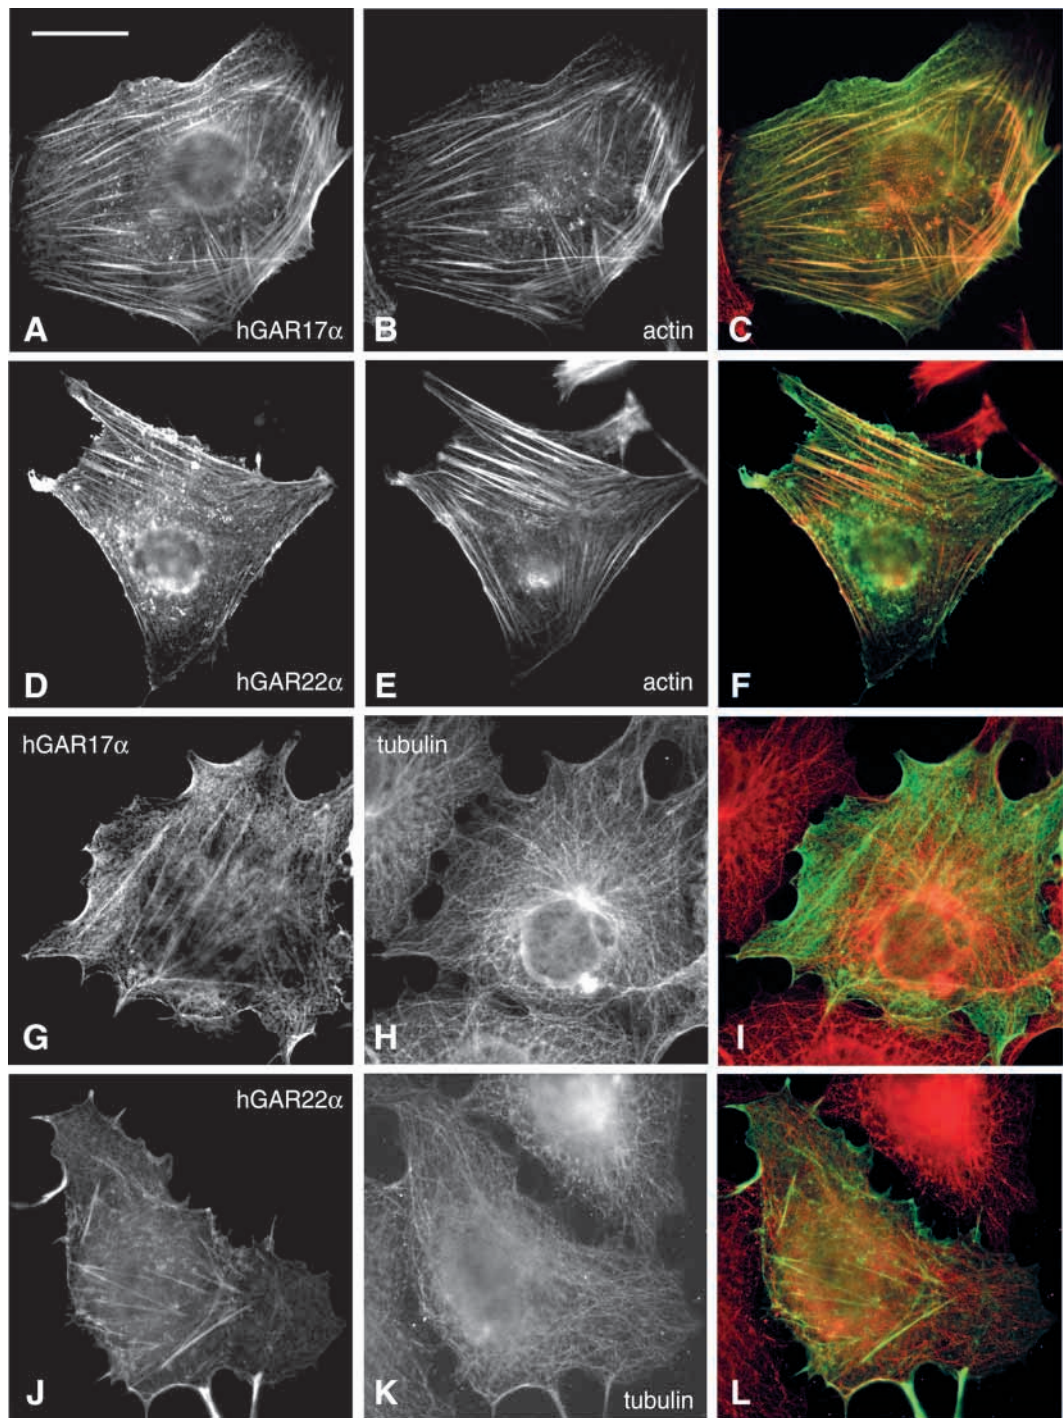 A hGAR17α
B actin
C
D hGAR22α
E actin
F
hGAR17α
tubulin
G
H
I
hGAR22α
J
K tubulin
L